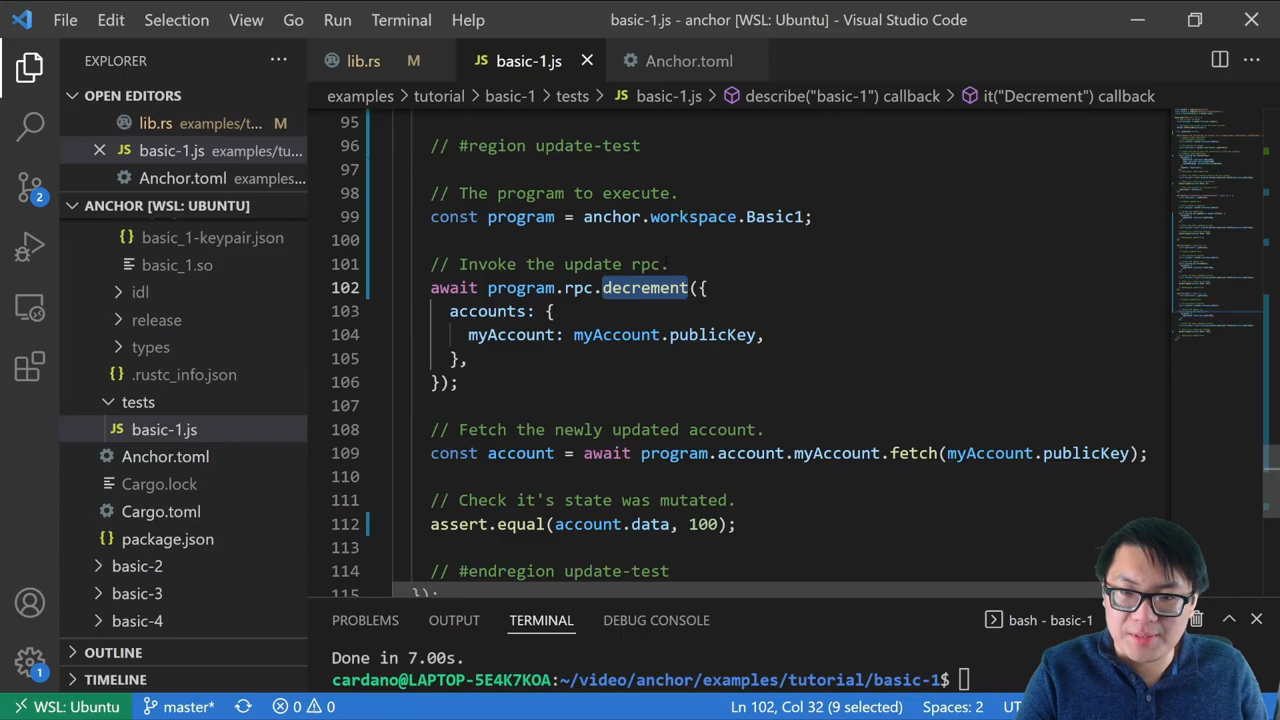 File Edit Selection View Go Run Terminal Help basic-1.js - anchor [WSL: Ubuntu] - Visual Studio Code
EXPLORER
OPEN EDITORS
lib.rs examples/t... M
JS basic-1.js examples/tu...
Anchor.toml examples...
ANCHOR [WSL: UBUNTU]
{} basic_1-keypair.json
basic_1.so
idl
release
types
{} .rustc_info.json
tests
JS basic-1.js
Anchor.toml
Cargo.lock
Cargo.toml
package.json
basic-2
basic-3
basic-4
OUTLINE
TIMELINE
2
1
lib.rs M JS basic-1.js Anchor.toml
examples > tutorial > basic-1 > tests > JS basic-1.js > describe("basic-1") callback > it("Decrement") callback
95
96 // #region update-test
97
98 // The program to execute.
99 const program = anchor.workspace.Basic1;
100
101 // Invoke the update rpc.
102 await program.rpc.decrement({
103 accounts: {
104 myAccount: myAccount.publicKey,
105 },
106 });
107
108 // Fetch the newly updated account.
109 const account = await program.account.myAccount.fetch(myAccount.publicKey);
110
111 // Check it's state was mutated.
112 assert.equal(account.data, 100);
113
114 // #endregion update-test
115 });
PROBLEMS OUTPUT TERMINAL DEBUG CONSOLE bash - basic-1
Done in 7.00s.
cardano@LAPTOP-5E4K7KOA:~/video/anchor/examples/tutorial/basic-1$
WSL: Ubuntu master* 0 0 Ln 102, Col 32 (9 selected) Spaces: 2